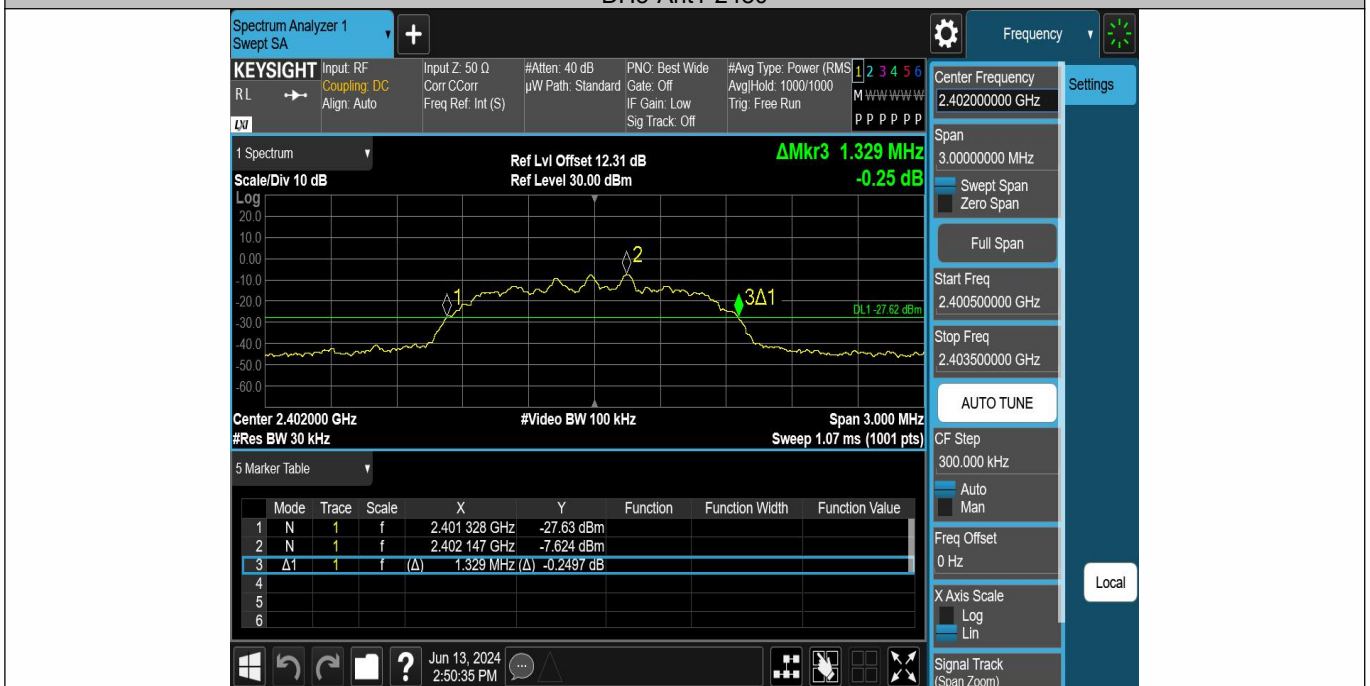 Spectrum Analyzer 1
Swept SA
+
Frequency
KEYSIGHT
RL
LXI
Input: RF
Coupling: DC
Align: Auto
Input Z: 50 Ω
Corr CCorr
Freq Ref: Int (S)
#Atten: 40 dB
µW Path: Standard
PNO: Best Wide
Gate: Off
IF Gain: Low
Sig Track: Off
#Avg Type: Power (RMS
Avg|Hold: 1000/1000
Trig: Free Run
1 2 3 4 5 6
M W W W W W
P P P P P P
Center Frequency
2.402000000 GHz
Settings
Span
3.00000000 MHz
Swept Span
Zero Span
Full Span
Start Freq
2.400500000 GHz
Stop Freq
2.403500000 GHz
AUTO TUNE
CF Step
300.000 kHz
Auto
Man
Freq Offset
0 Hz
X Axis Scale
Log
Lin
Signal Track
(Span Zoom)
Local
1 Spectrum
Scale/Div 10 dB
Ref Lvl Offset 12.31 dB
Ref Level 30.00 dBm
ΔMkr3 1.329 MHz
-0.25 dB
Log
20.0
10.0
0.00
-10.0
-20.0
-30.0
-40.0
-50.0
-60.0
1
2
3Δ1
DL1 -27.62 dBm
Center 2.402000 GHz
#Res BW 30 kHz
#Video BW 100 kHz
Span 3.000 MHz
Sweep 1.07 ms (1001 pts)
5 Marker Table
Mode Trace Scale X Y Function Function Width Function Value
1 N 1 f 2.401 328 GHz -27.63 dBm
2 N 1 f 2.402 147 GHz -7.624 dBm
3 Δ1 1 f (Δ) 1.329 MHz (Δ) -0.2497 dB
4
5
6
?
Jun 13, 2024
2:50:35 PM